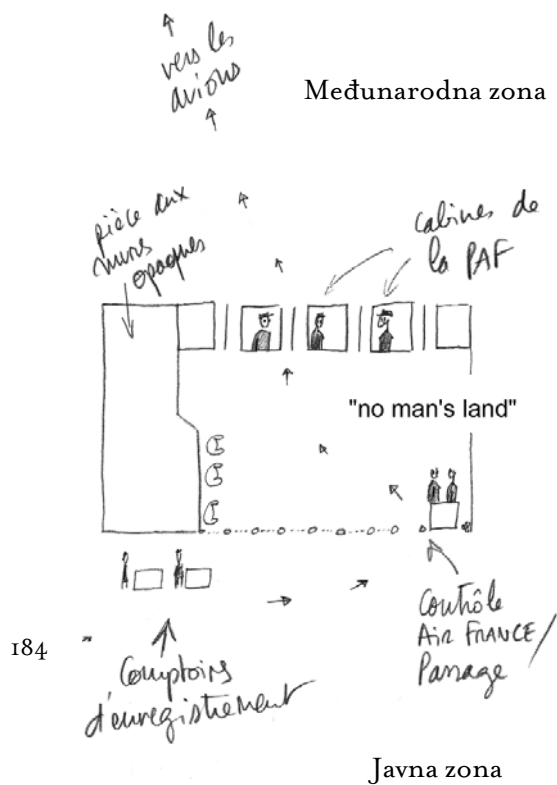 vers les
avions
Međunarodna zona
pièce aux
murs
opaques
cabines de
la PAF
"no man's land"
Contrôle
AIR FRANCE /
Passage
184
Comptoirs
d'enregistrement
Javna zona